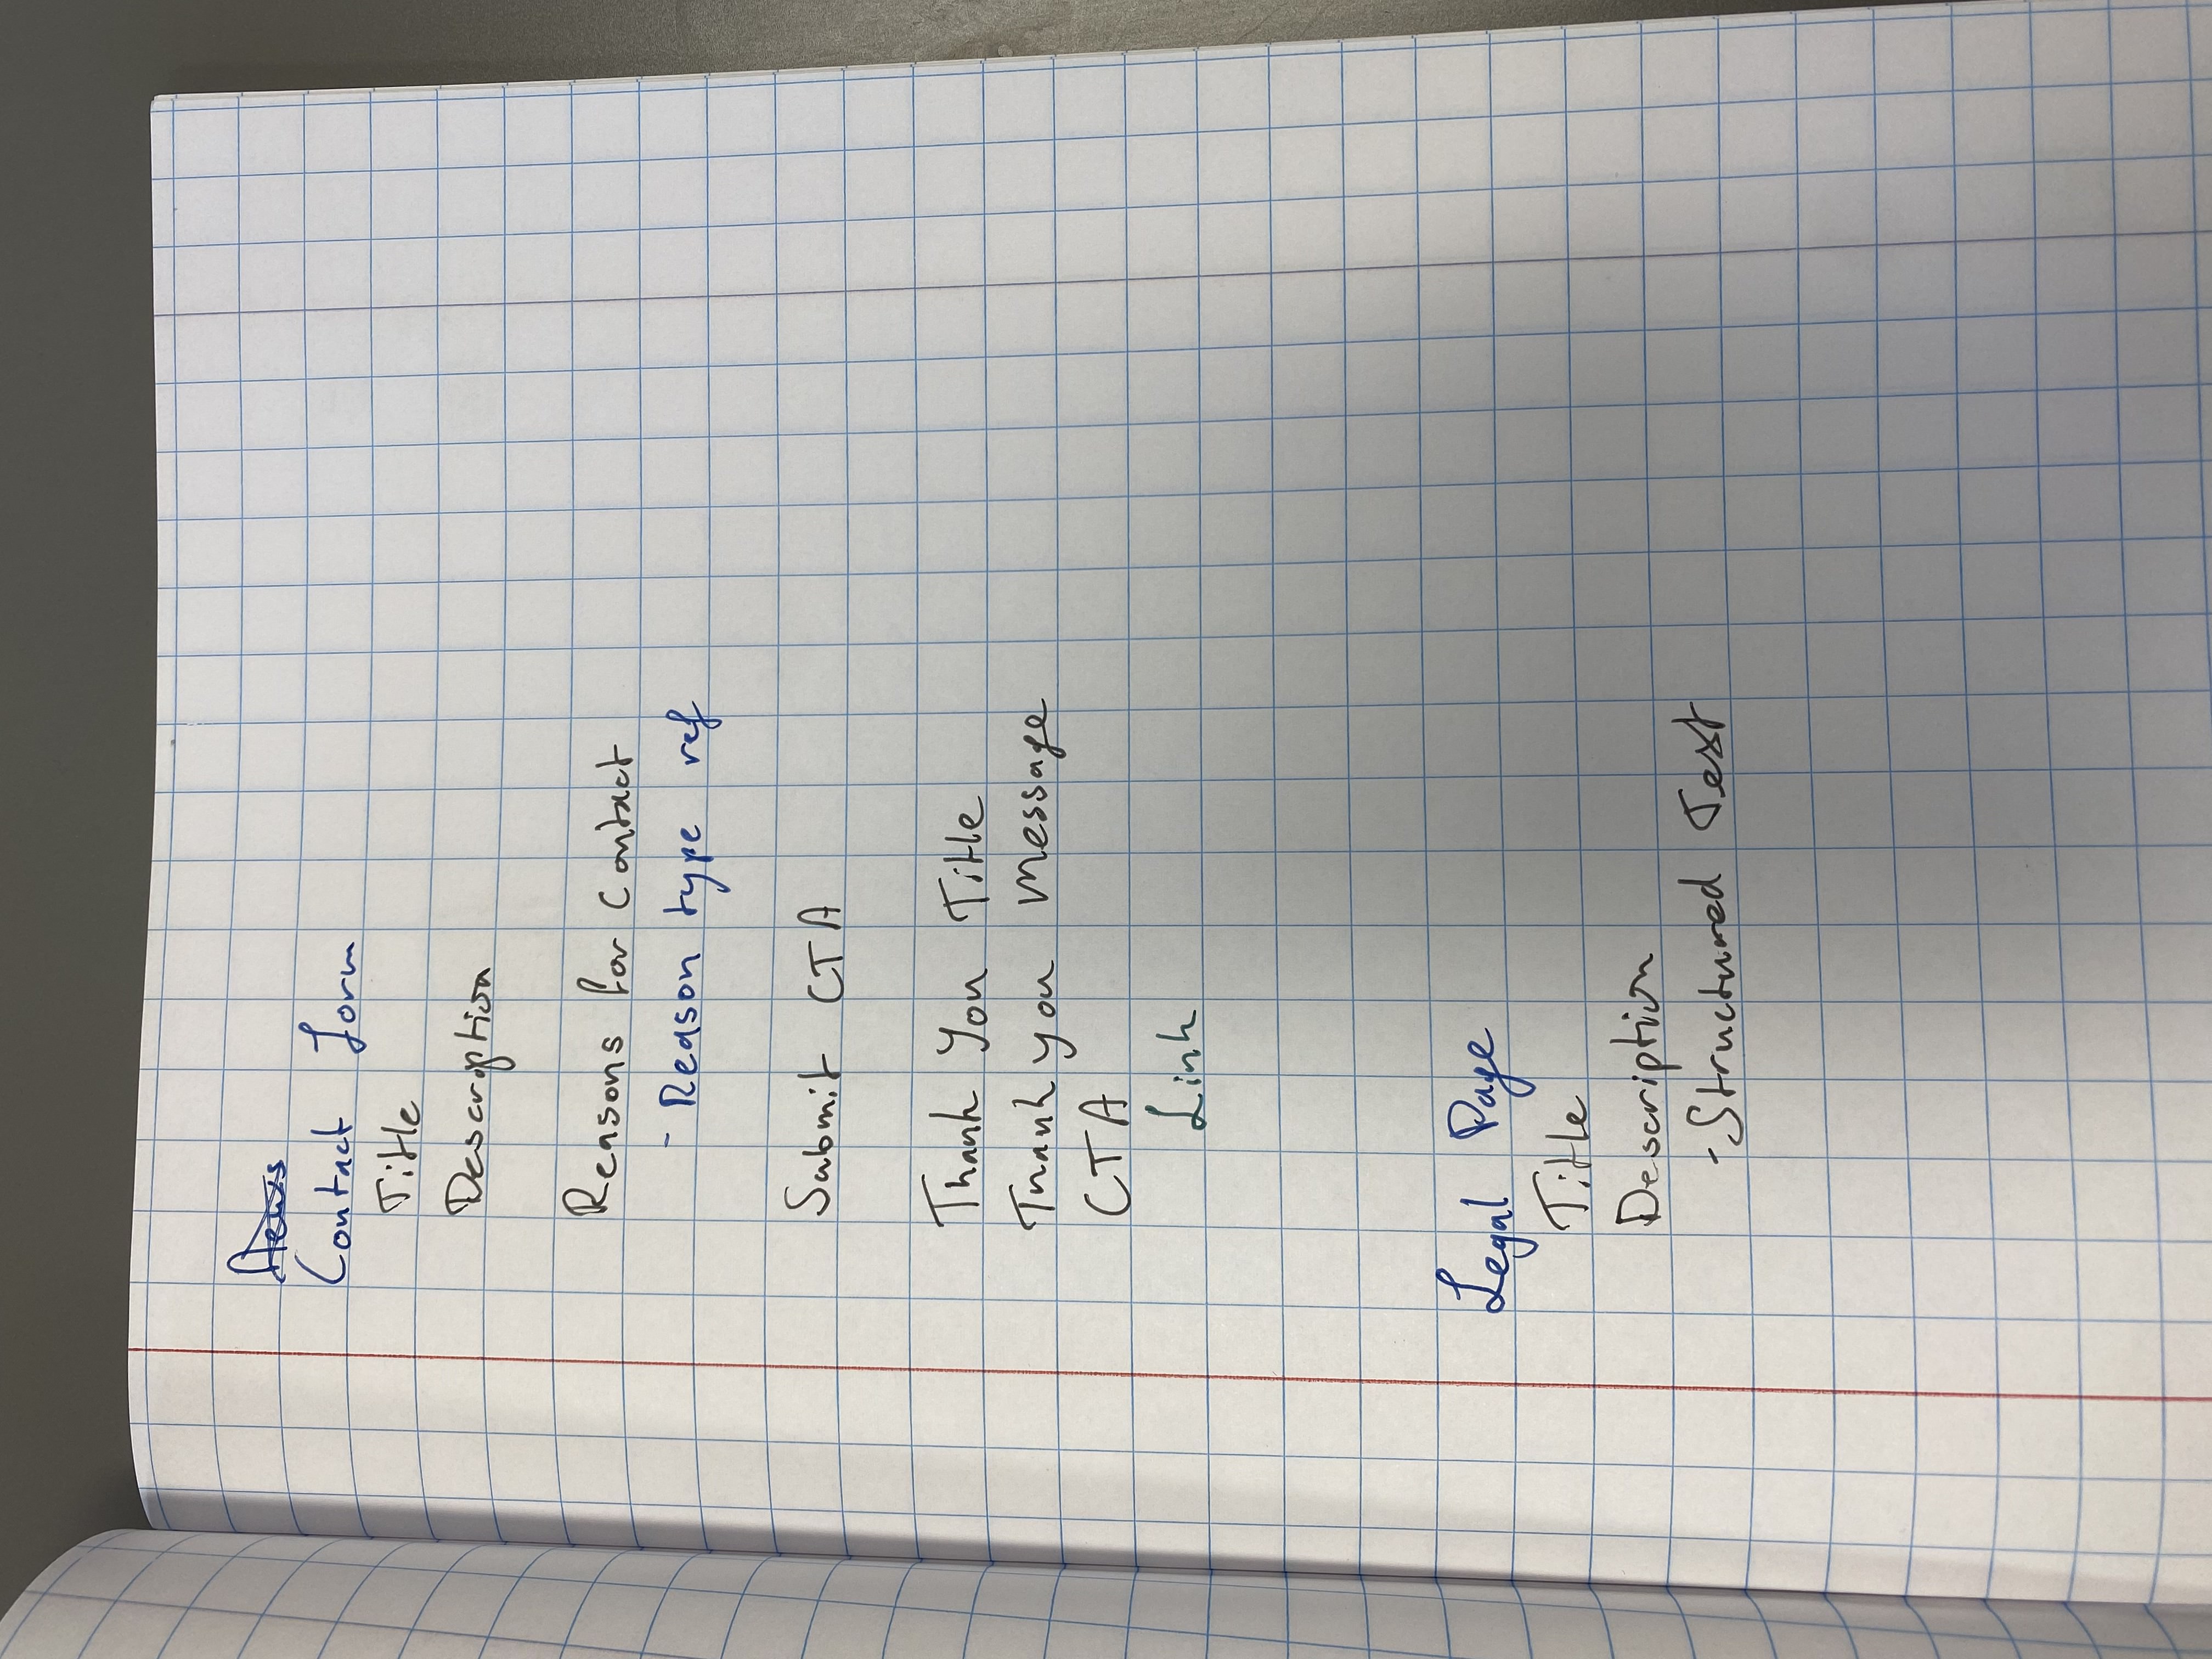 News
Contact form
Title
Description
Reasons for Contact
- Reason type ref
Submit CTA
Thank You Title
Thank you Message
CTA
Link
Legal Page
Title
Description
- Structured Text